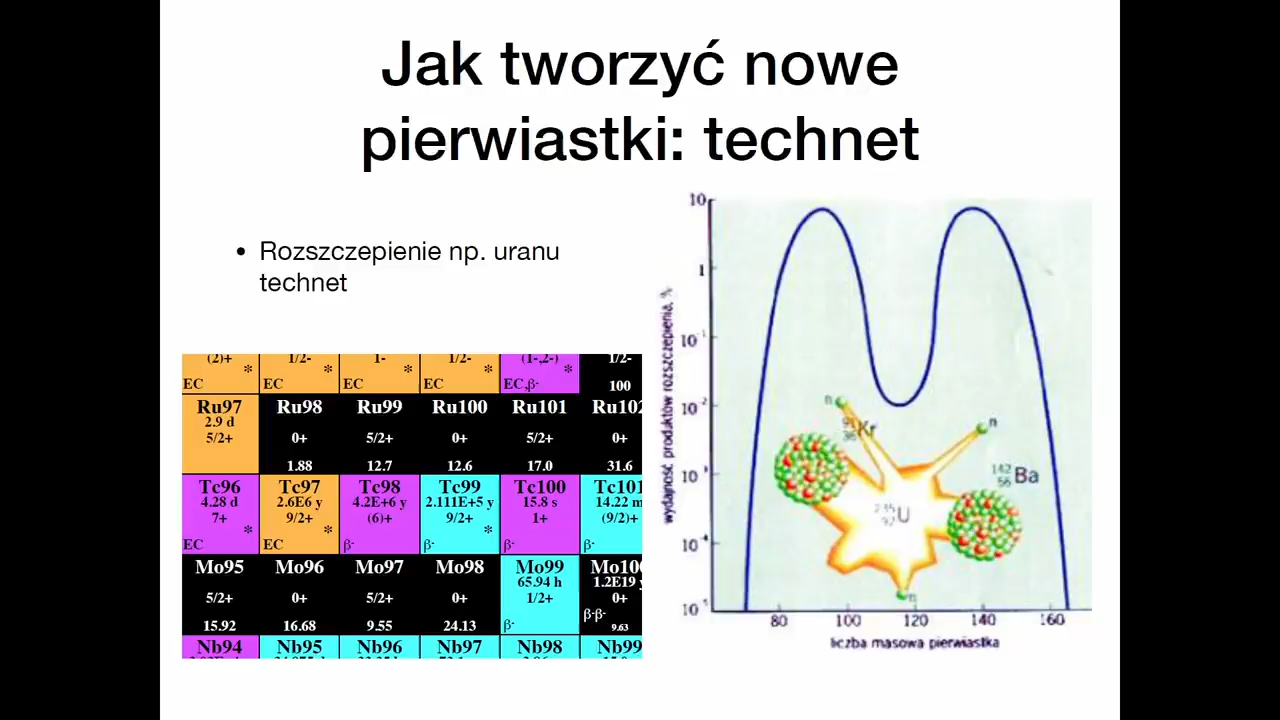 Jak tworzyć nowe
pierwiastki: technet
• Rozszczepienie np. uranu
technet
(2)+ 1/2- 1- 1/2- (1-,2-) 1/2-
* * * * *
EC EC EC EC EC,β- 100
Ru97 Ru98 Ru99 Ru100 Ru101 Ru102
2.9 d
5/2+ 0+ 5/2+ 0+ 5/2+ 0+
1.88 12.7 12.6 17.0 31.6
Tc96 Tc97 Tc98 Tc99 Tc100 Tc101
4.28 d 2.6E6 y 4.2E+6 y 2.111E+5 y 15.8 s 14.22 m
7+ 9/2+ (6)+ 9/2+ 1+ (9/2)+
* * *
EC EC β- β- β- β-
Mo95 Mo96 Mo97 Mo98 Mo99 Mo100
65.94 h 1.2E19 y
5/2+ 0+ 5/2+ 0+ 1/2+ 0+
β- β-β-
15.92 16.68 9.55 24.13 9.63
Nb94 Nb95 Nb96 Nb97 Nb98 Nb99
wydajność produktów rozszczepienia, %
10
1
10⁻¹
10⁻²
10⁻³
10⁻⁴
10⁻⁵
n
n
36 Kr
142 56 Ba
235 92 U
n
80 100 120 140 160
liczba masowa pierwiastka